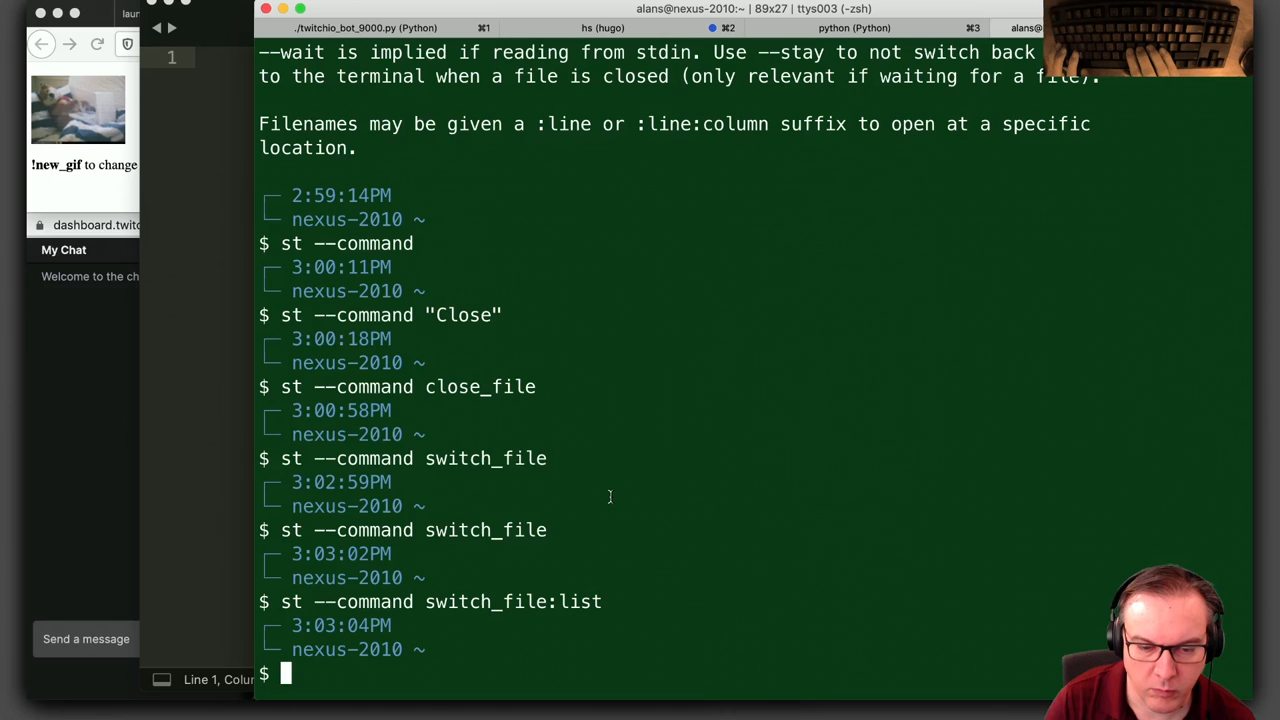 alans@nexus-2010:~ | 89x27 | ttys003 (-zsh)
./twitchio_bot_9000.py (Python) ⌘1
hs (hugo) ⌘2
python (Python) ⌘3
alans@
--wait is implied if reading from stdin. Use --stay to not switch back
to the terminal when a file is closed (only relevant if waiting for a file).
Filenames may be given a :line or :line:column suffix to open at a specific
location.
2:59:14PM
nexus-2010 ~
$ st --command
3:00:11PM
nexus-2010 ~
$ st --command "Close"
3:00:18PM
nexus-2010 ~
$ st --command close_file
3:00:58PM
nexus-2010 ~
$ st --command switch_file
3:02:59PM
nexus-2010 ~
$ st --command switch_file
3:03:02PM
nexus-2010 ~
$ st --command switch_file:list
3:03:04PM
nexus-2010 ~
$
laun
!new_gif to change
dashboard.twitc
My Chat
Welcome to the ch
Send a message
1
Line 1, Colu